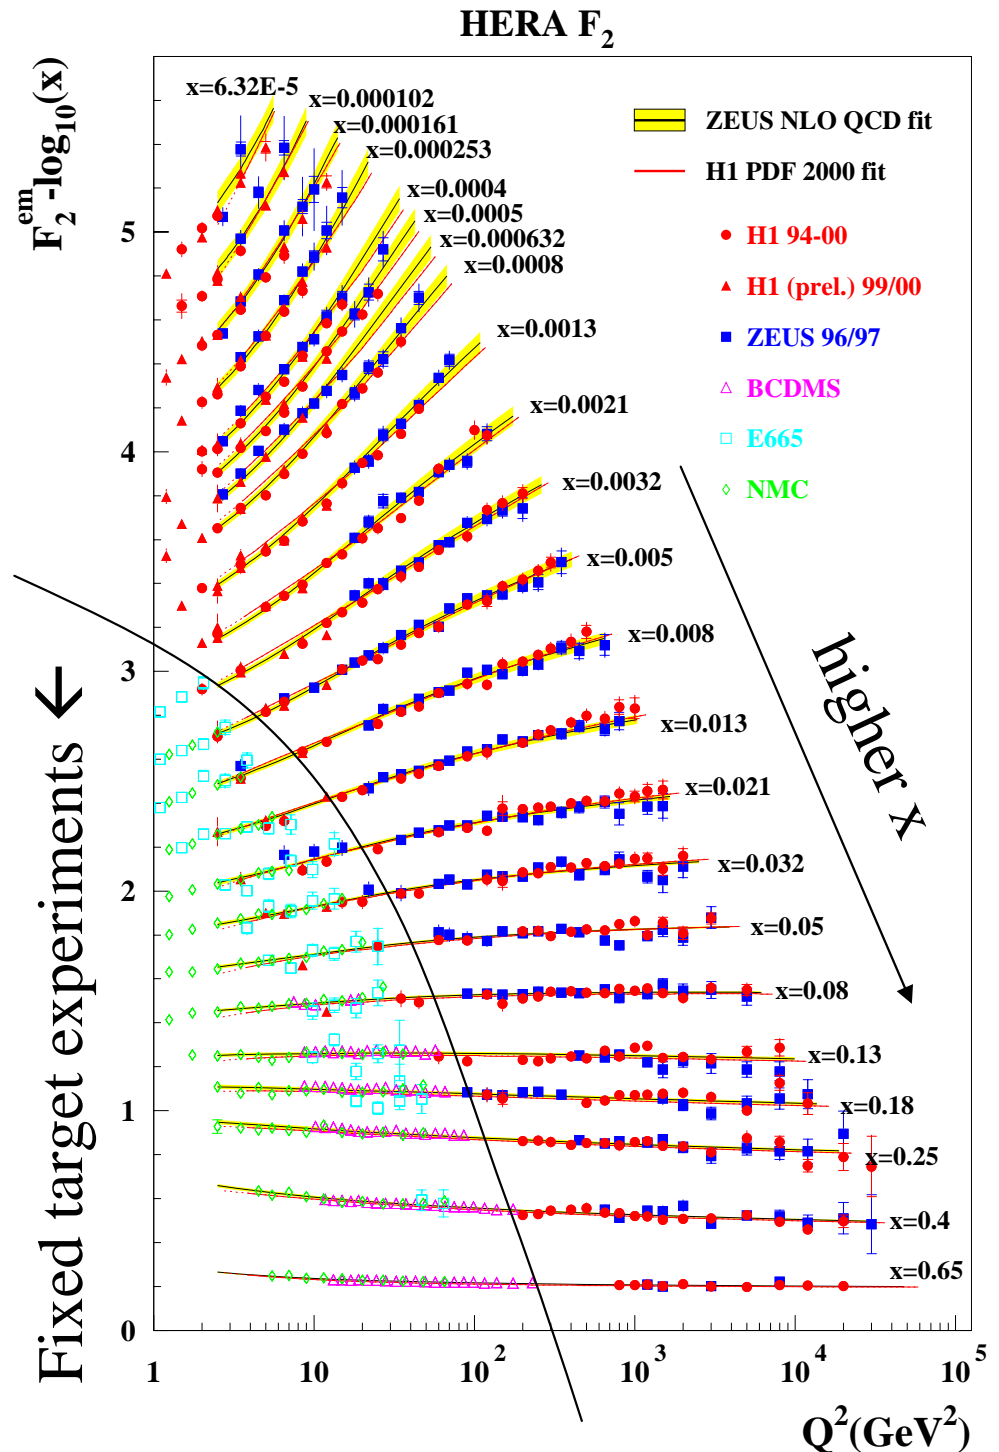 HERA F₂
F₂ᵉᵐ-log₁₀(x)
x=6.32E-5
x=0.000102
x=0.000161
x=0.000253
x=0.0004
x=0.0005
x=0.000632
x=0.0008
x=0.0013
x=0.0021
x=0.0032
x=0.005
x=0.008
x=0.013
x=0.021
x=0.032
x=0.05
x=0.08
x=0.13
x=0.18
x=0.25
x=0.4
x=0.65
ZEUS NLO QCD fit
H1 PDF 2000 fit
H1 94-00
H1 (prel.) 99/00
ZEUS 96/97
BCDMS
E665
NMC
higher x
Fixed target experiments ←
5
4
3
2
1
0
1 10 10² 10³ 10⁴ 10⁵
Q²(GeV²)